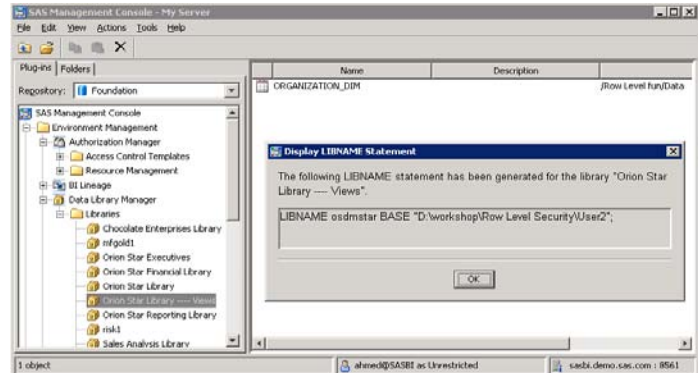 SAS Management Console - My Server
File Edit View Actions Tools Help
Plug-ins Folders
Repository: Foundation
SAS Management Console
Environment Management
Authorization Manager
Access Control Templates
Resource Management
BI Lineage
Data Library Manager
Libraries
Chocolate Enterprises Library
mfgold1
Orion Star Executives
Orion Star Financial Library
Orion Star Library
Orion Star Library ---- Views
Orion Star Reporting Library
risk1
Sales Analysis Library
Name Description
ORGANIZATION_DIM /Row Level fun/Data
Display LIBNAME Statement
The following LIBNAME statement has been generated for the library "Orion Star
Library ---- Views".
LIBNAME osdmstar BASE "D:\workshop\Row Level Security\User2";
OK
1 object ahmed@SASBI as Unrestricted sasbi.demo.sas.com : 8561